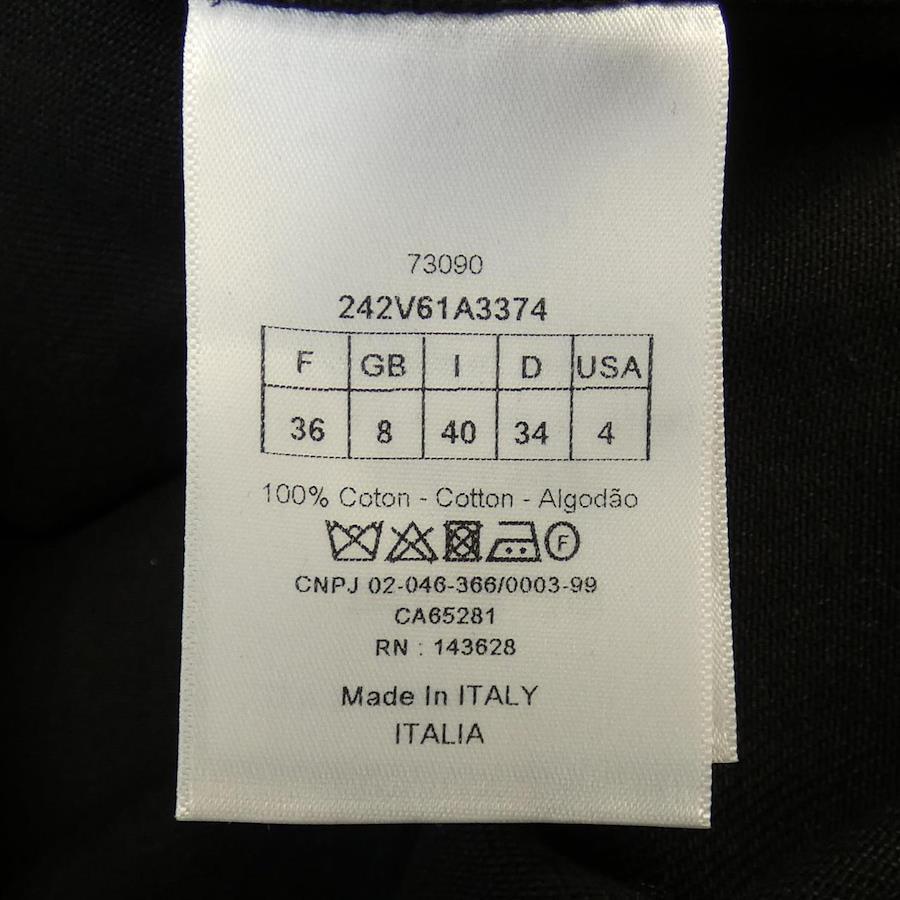 73090
242V61A3374
F GB I D USA
36 8 40 34 4
100% Coton - Cotton - Algodão
F
CNPJ 02-046-366/0003-99
CA65281
RN : 143628
Made In ITALY
ITALIA